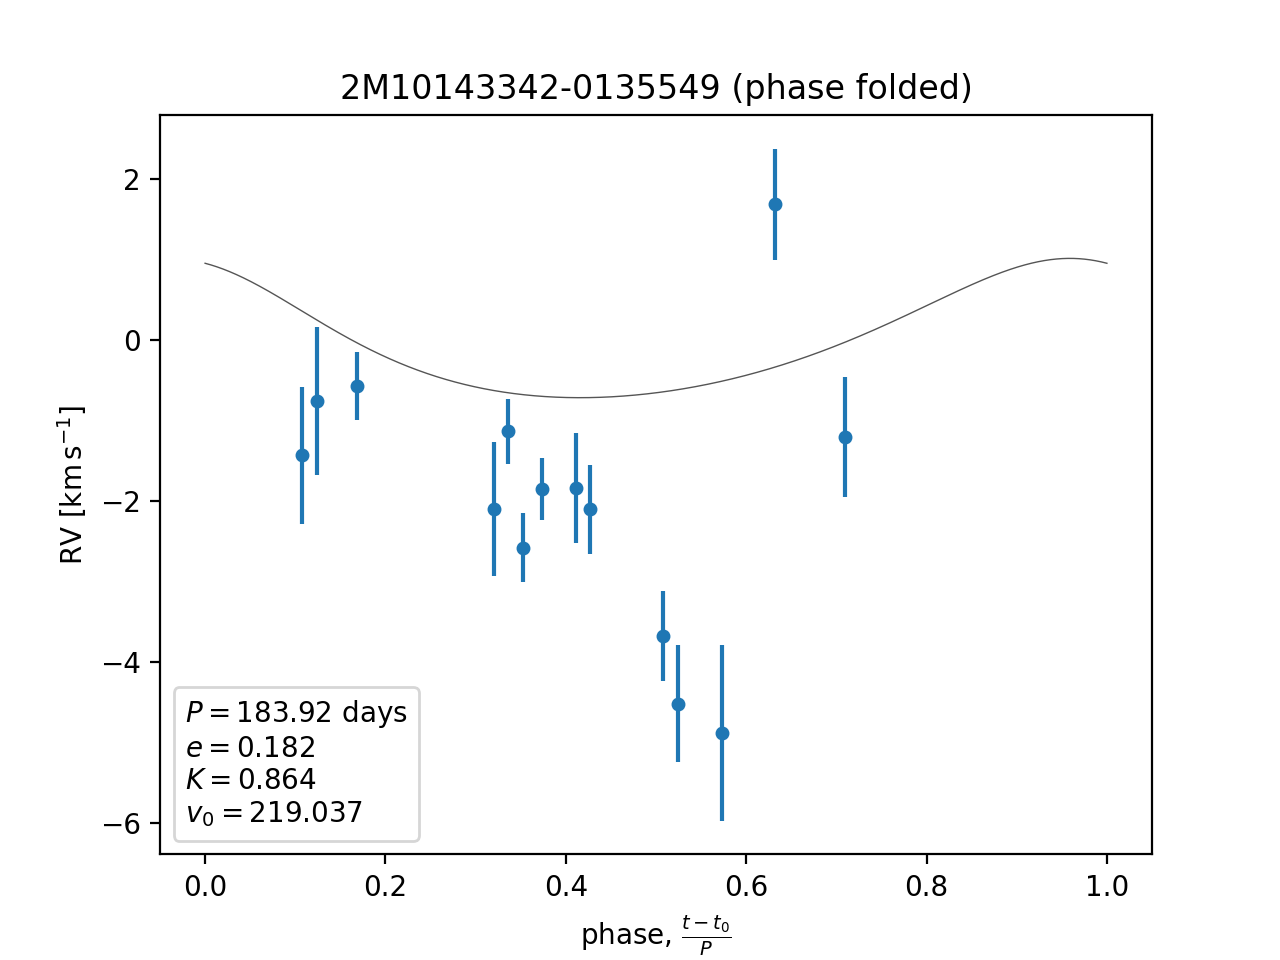 2M10143342-0135549 (phase folded)
RV [km s⁻¹]
2
0
−2
−4
−6
P = 183.92 days
e = 0.182
K = 0.864
v₀ = 219.037
0.0 0.2 0.4 0.6 0.8 1.0
phase, (t − t₀)/P